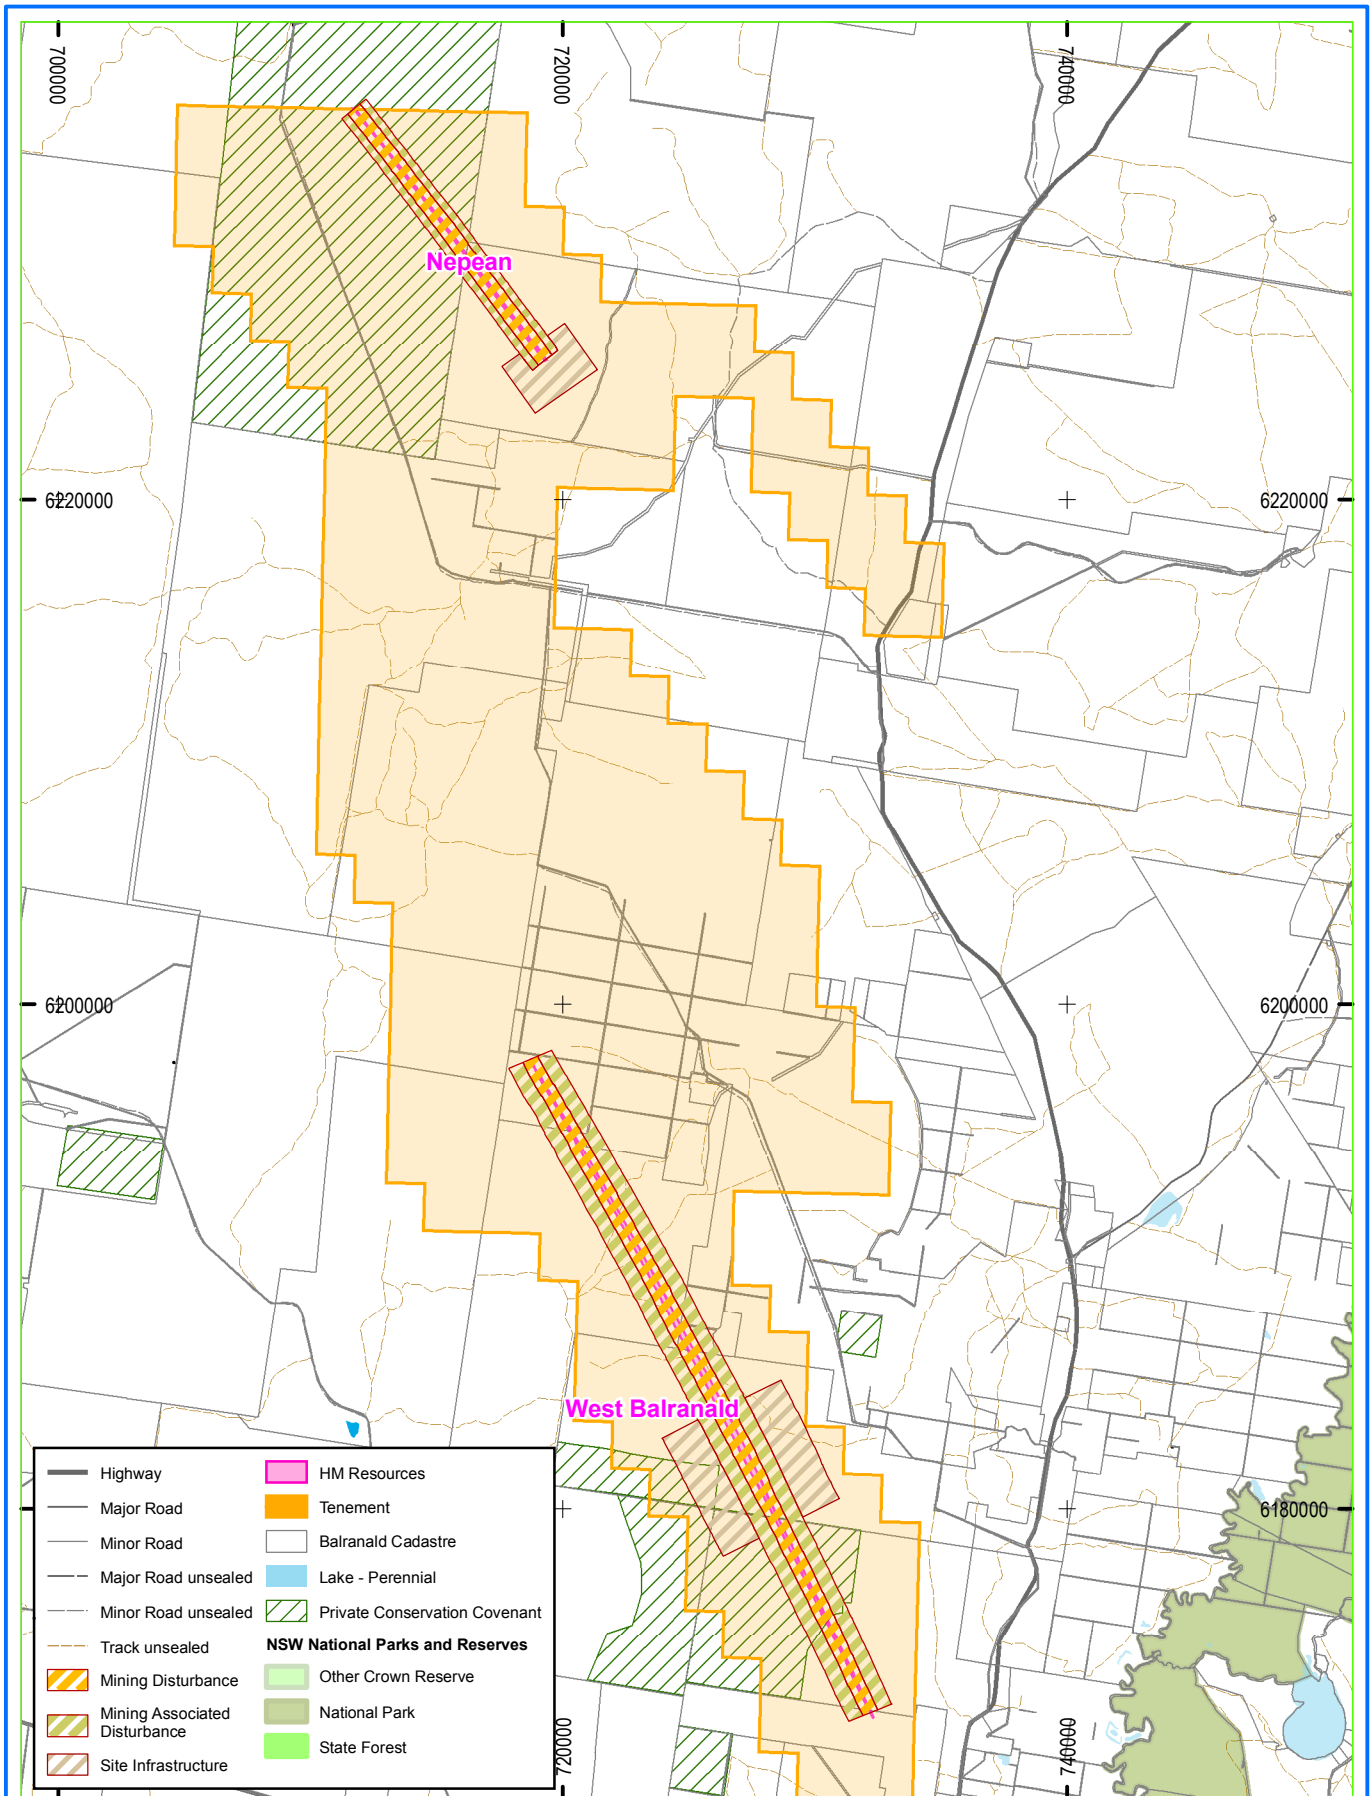 700000
720000
740000
Nepean
6220000
6220000
6200000
6200000
West Balranald
6180000
Highway
Major Road
Minor Road
Major Road unsealed
Minor Road unsealed
Track unsealed
Mining Disturbance
Mining Associated
Disturbance
Site Infrastructure
HM Resources
Tenement
Balranald Cadastre
Lake - Perennial
Private Conservation Covenant
NSW National Parks and Reserves
Other Crown Reserve
National Park
State Forest
720000
740000